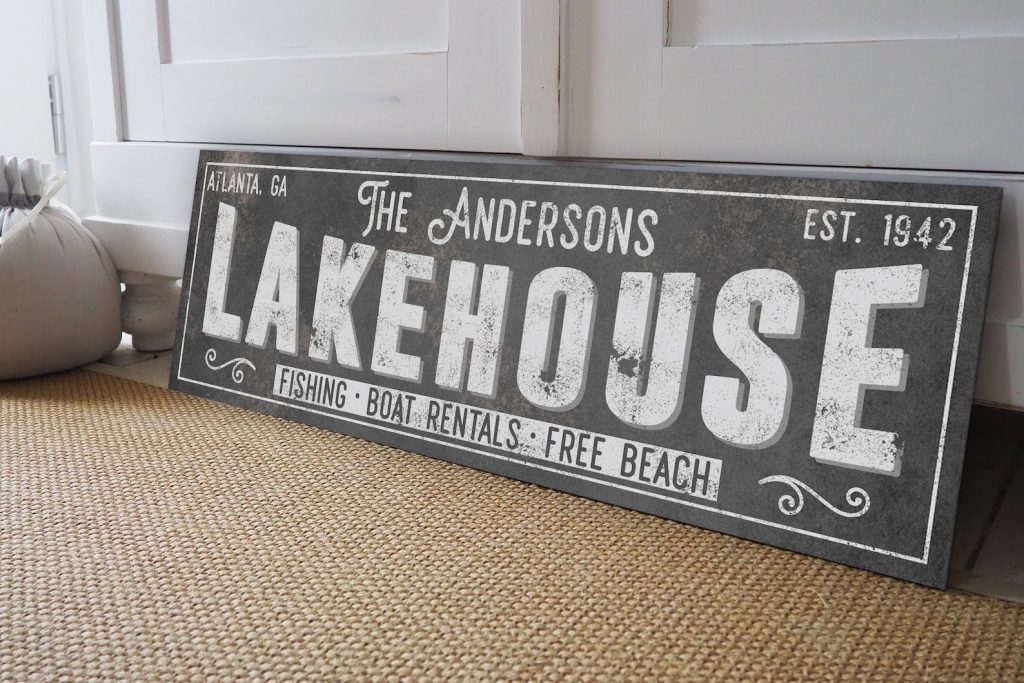 ATLANTA, GA
THE ANDERSONS
EST. 1942
LAKEHOUSE
FISHING · BOAT RENTALS · FREE BEACH